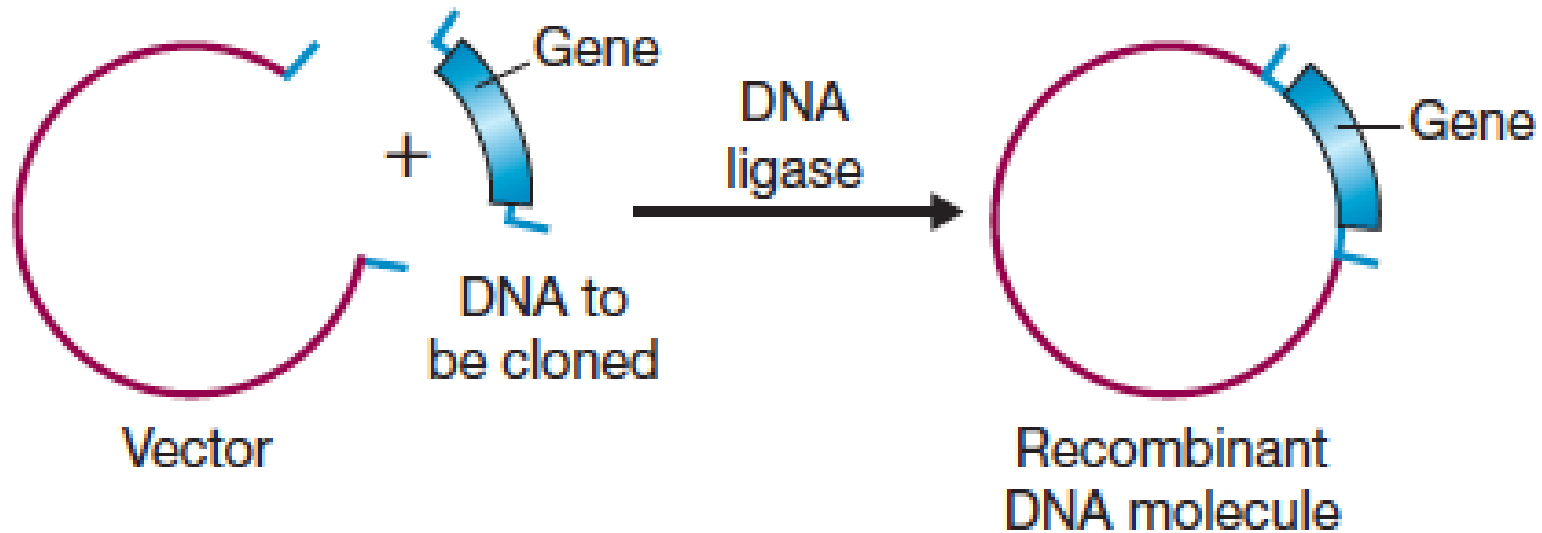 Gene
DNA
ligase
Gene
DNA to
be cloned
Vector
Recombinant
DNA molecule